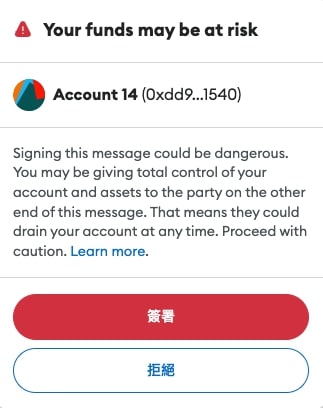 Your funds may be at risk
Account 14 (0xdd9...1540)
Signing this message could be dangerous.
You may be giving total control of your
account and assets to the party on the other
end of this message. That means they could
drain your account at any time. Proceed with
caution. Learn more.
簽署
拒絕